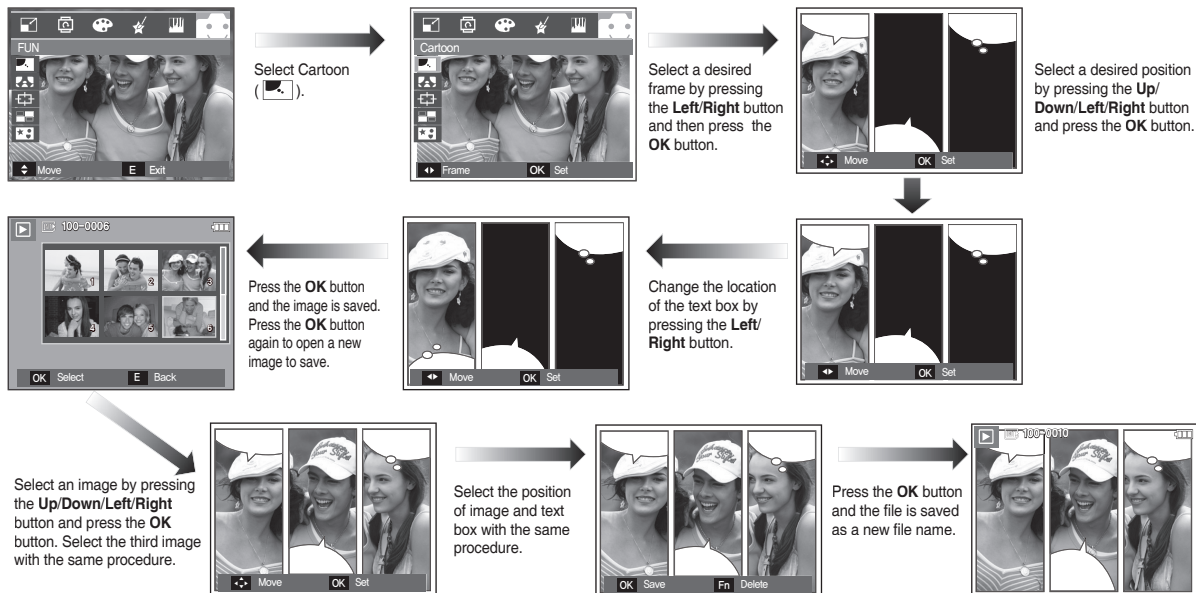 FUN
Move E Exit
Select Cartoon
( ).
Cartoon
Frame OK Set
Select a desired
frame by pressing
the Left/Right button
and then press the
OK button.
Move OK Set
Select a desired position
by pressing the Up/
Down/Left/Right button
and press the OK button.
Move OK Set
Change the location
of the text box by
pressing the Left/
Right button.
Move OK Set
Press the OK button
and the image is saved.
Press the OK button
again to open a new
image to save.
100-0006
1 2 3
4 5 6
OK Select E Back
Select an image by pressing
the Up/Down/Left/Right
button and press the OK
button. Select the third image
with the same procedure.
Move OK Set
Select the position
of image and text
box with the same
procedure.
OK Save Fn Delete
Press the OK button
and the file is saved
as a new file name.
100-0010